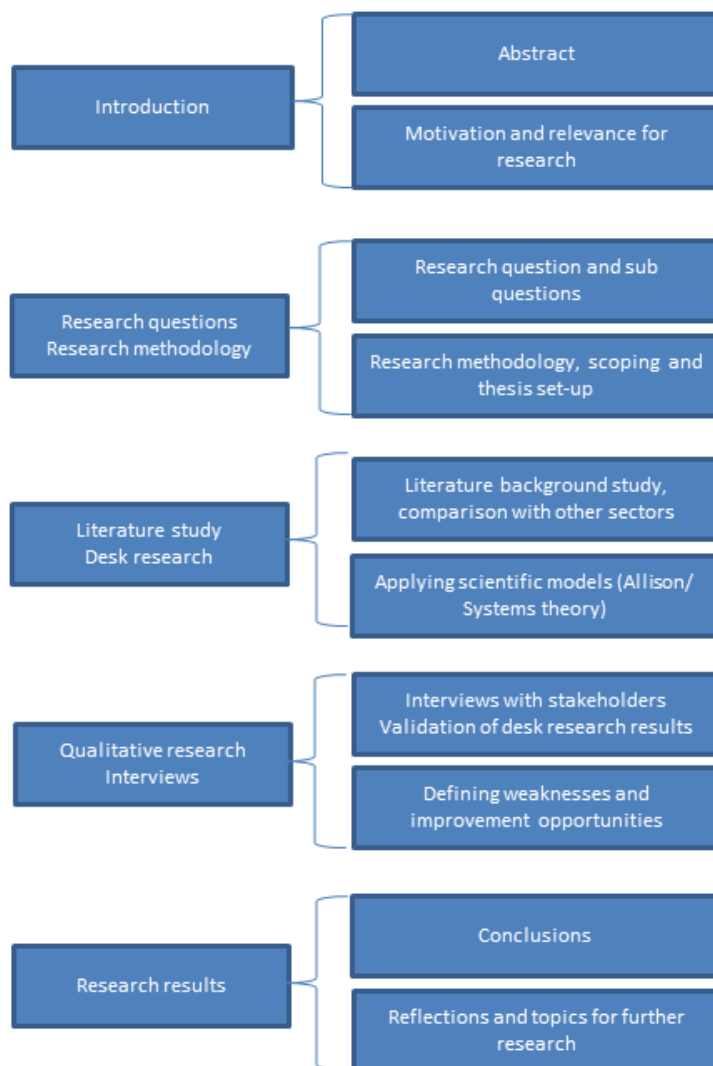 Introduction
Abstract
Motivation and relevance for
research
Research questions
Research methodology
Research question and sub
questions
Research methodology, scoping and
thesis set-up
Literature study
Desk research
Literature background study,
comparison with other sectors
Applying scientific models (Allison/
Systems theory)
Qualitative research
Interviews
Interviews with stakeholders
Validation of desk research results
Defining weaknesses and
improvement opportunities
Research results
Conclusions
Reflections and topics for further
research